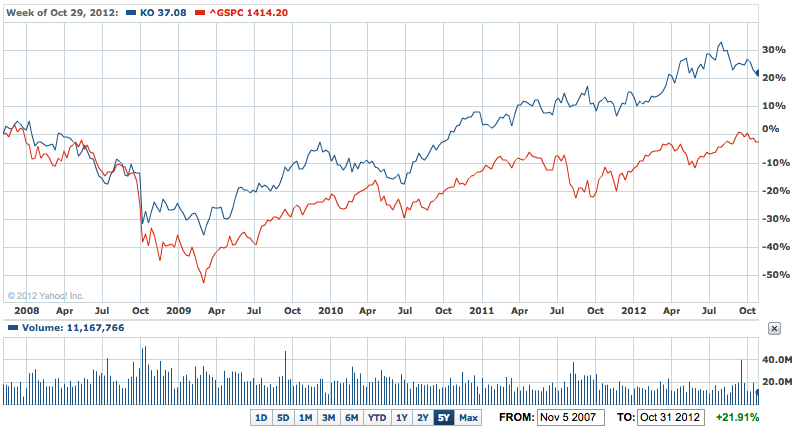 Week of Oct 29, 2012: KO 37.08 ^GSPC 1414.20
30%
20%
10%
0%
-10%
-20%
-30%
-40%
-50%
© 2012 Yahoo! Inc.
2008 Apr Jul Oct 2009 Apr Jul Oct 2010 Apr Jul Oct 2011 Apr Jul Oct 2012 Apr Jul Oct
Volume: 11,167,766
40.0M
20.0M
1D 5D 1M 3M 6M YTD 1Y 2Y 5Y Max FROM: Nov 5 2007 TO: Oct 31 2012 +21.91%